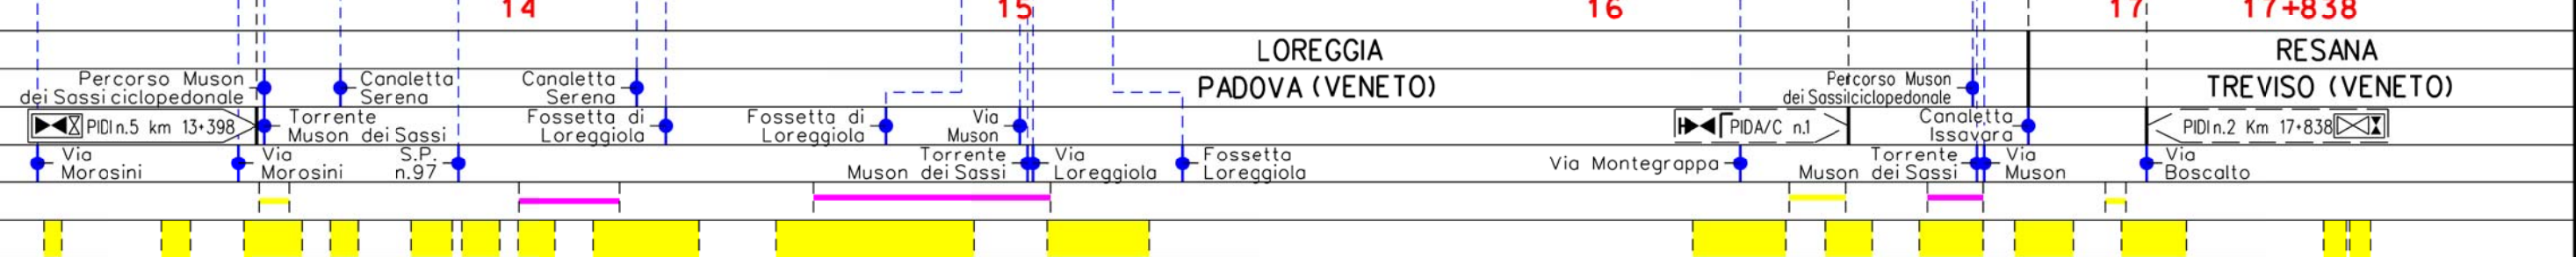 14 15 16 17 17+838
LOREGGIA RESANA
PADOVA (VENETO) TREVISO (VENETO)
Percorso Muson
dei Sassi ciclopedonale
Canaletta
Serena
Canaletta
Serena
Percorso Muson
dei Sassi ciclopedonale
PIDI n.5 km 13+398
Torrente
Muson dei Sassi
Fossetta di
Loreggiola
Fossetta di
Loreggiola
Via
Muson
PIDA/C n.1
Canaletta
Issavara
PIDI n.2 Km 17+838
Via
Morosini
Via
Morosini
S.P.
n.97
Torrente
Muson dei Sassi
Via
Loreggiola
Fossetta
Loreggiola
Via Montegrappa
Torrente
Muson dei Sassi
Via
Muson
Via
Boscalto